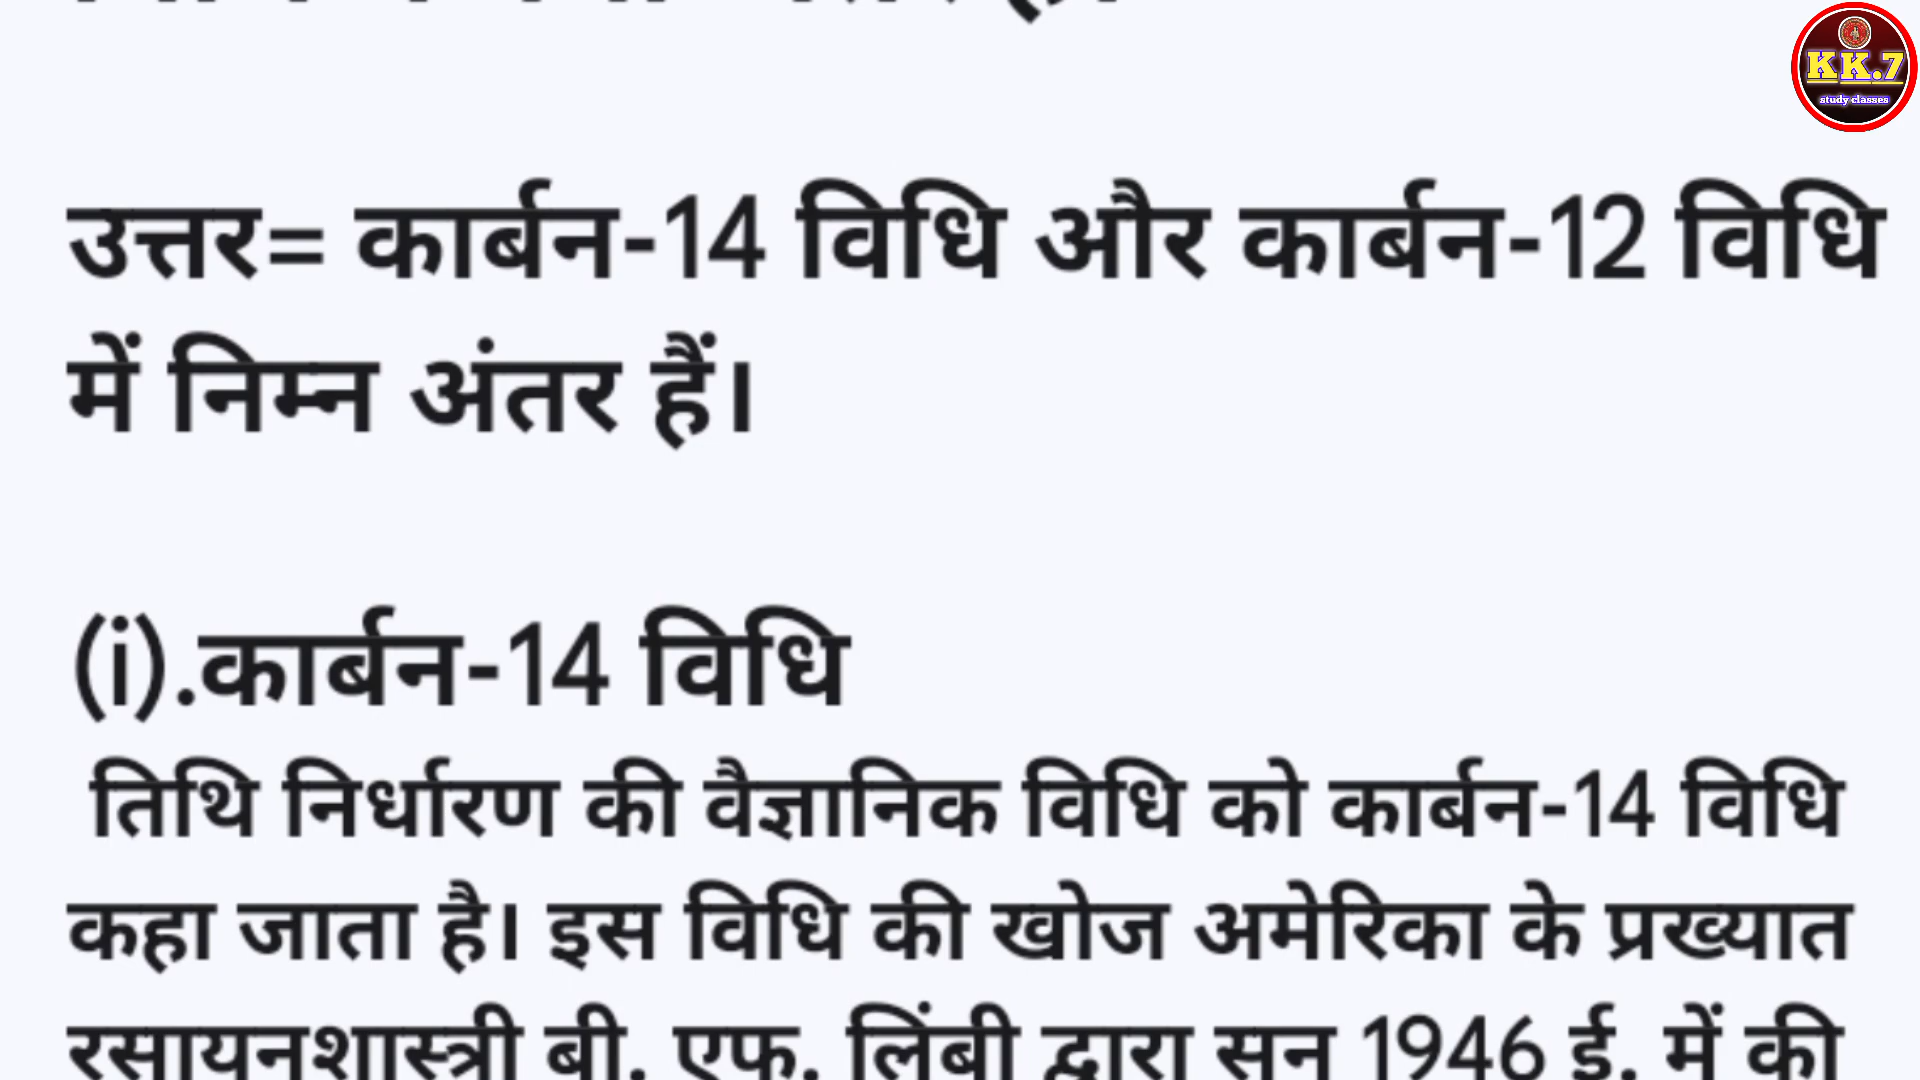 KK.7
study classes
उत्तर= कार्बन-14 विधि और कार्बन-12 विधि
में निम्न अंतर हैं।
(i).कार्बन-14 विधि
तिथि निर्धारण की वैज्ञानिक विधि को कार्बन-14 विधि
कहा जाता है। इस विधि की खोज अमेरिका के प्रख्यात
रसायनशास्त्री बी. एफ. लिंबी द्वारा सन 1946 ई. में की